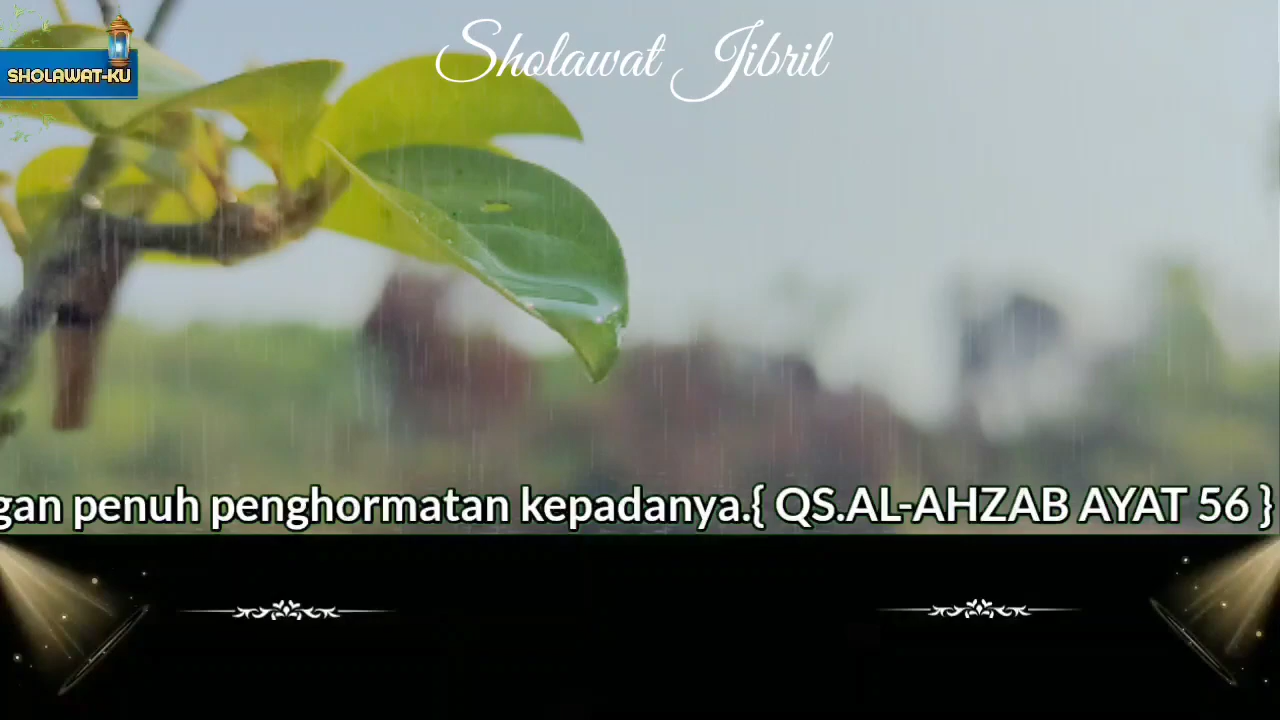 Sholawat Jibril
SHOLAWAT-KU
gan penuh penghormatan kepadanya.{ QS.AL-AHZAB AYAT 56 }